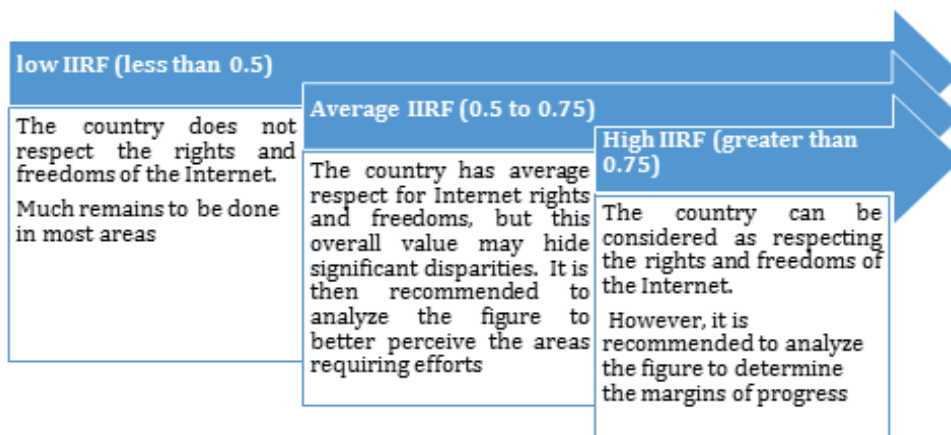 low IIRF (less than 0.5)
The country does not
respect the rights and
freedoms of the Internet.
Much remains to be done
in most areas
Average IIRF (0.5 to 0.75)
The country has average
respect for Internet rights
and freedoms, but this
overall value may hide
significant disparities. It is
then recommended to
analyze the figure to
better perceive the areas
requiring efforts
High IIRF (greater than
0.75)
The country can be
considered as respecting
the rights and freedoms of
the Internet.
However, it is
recommended to analyze
the figure to determine
the margins of progress